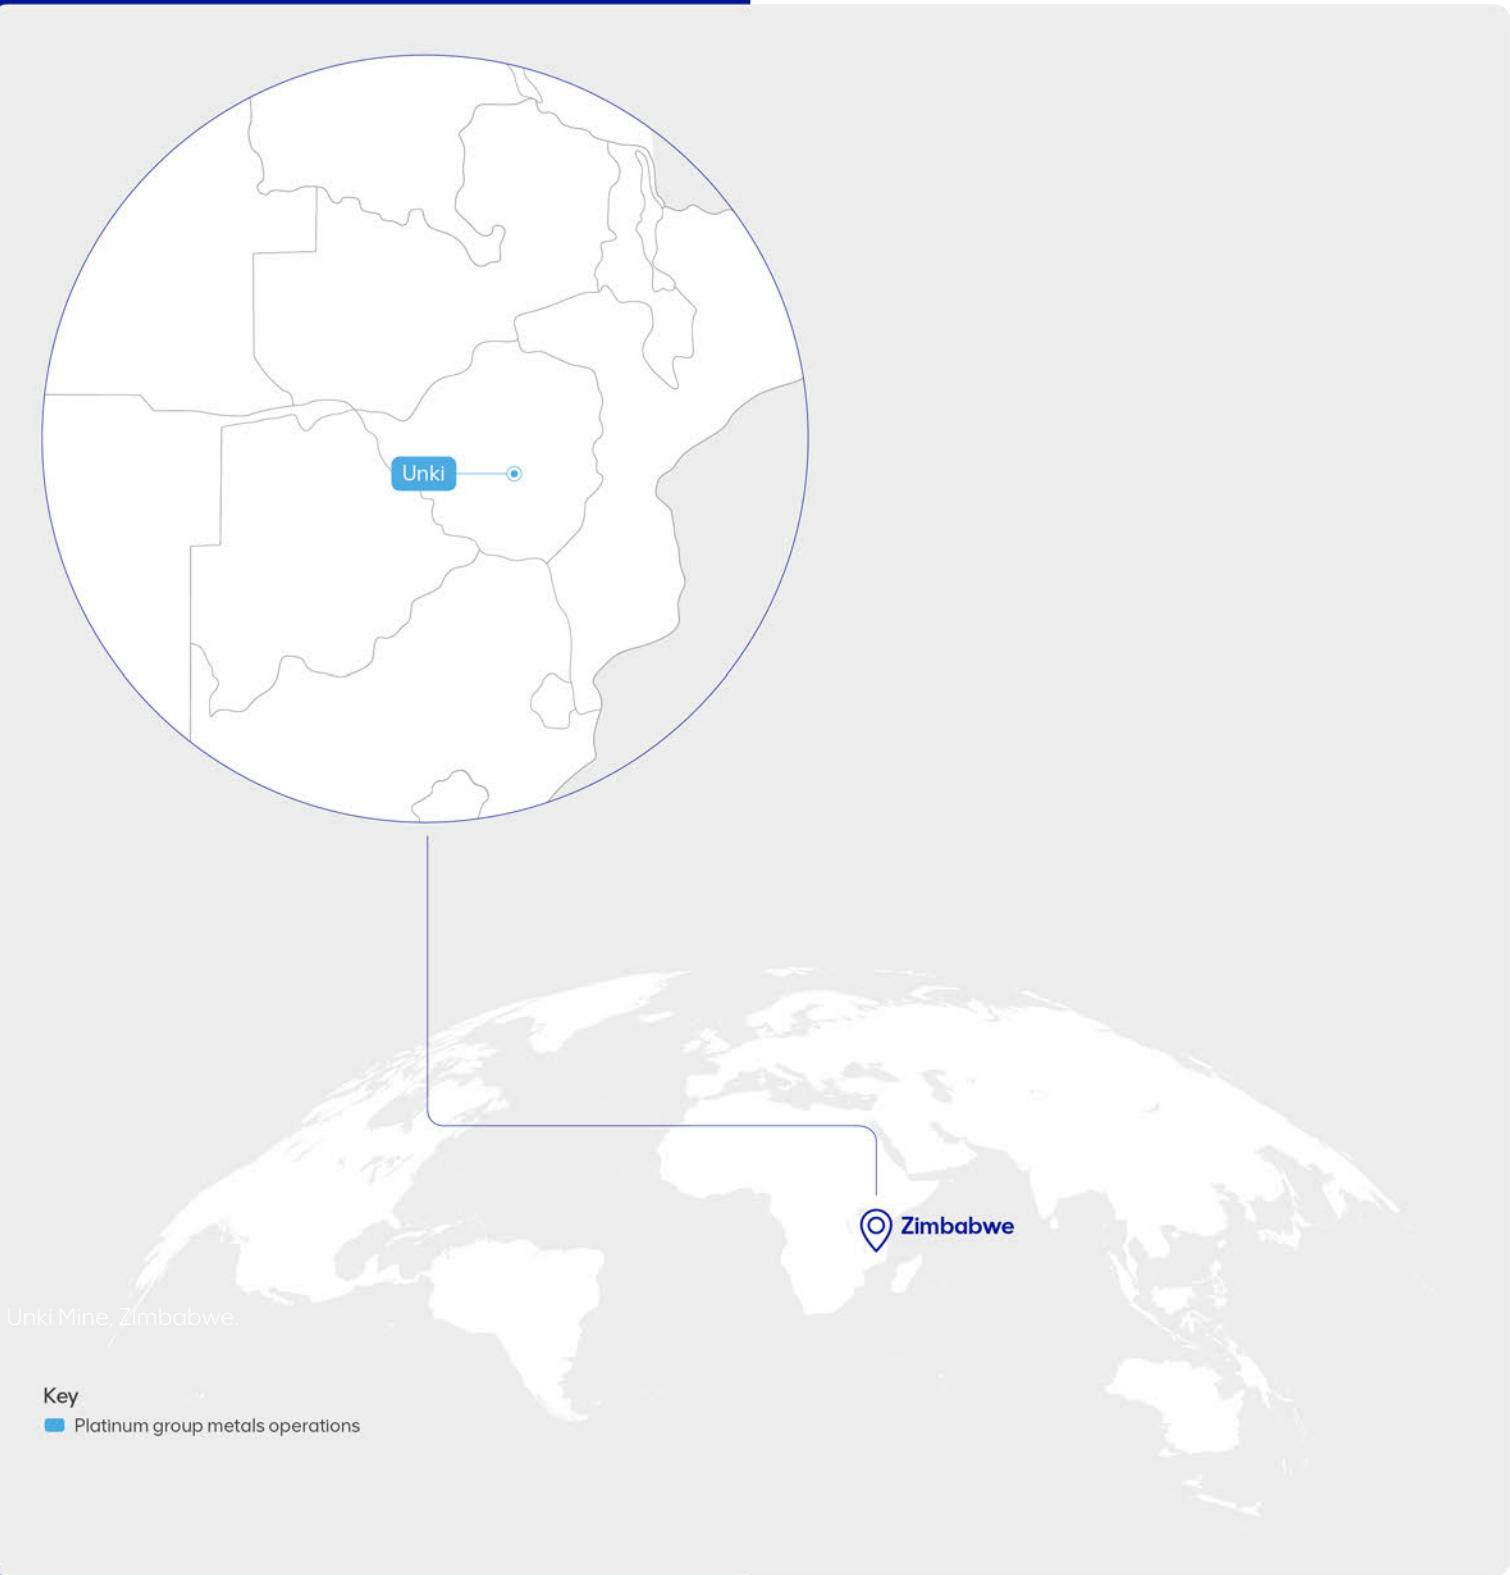 Unki
Zimbabwe
Unki Mine, Zimbabwe.
Key
Platinum group metals operations